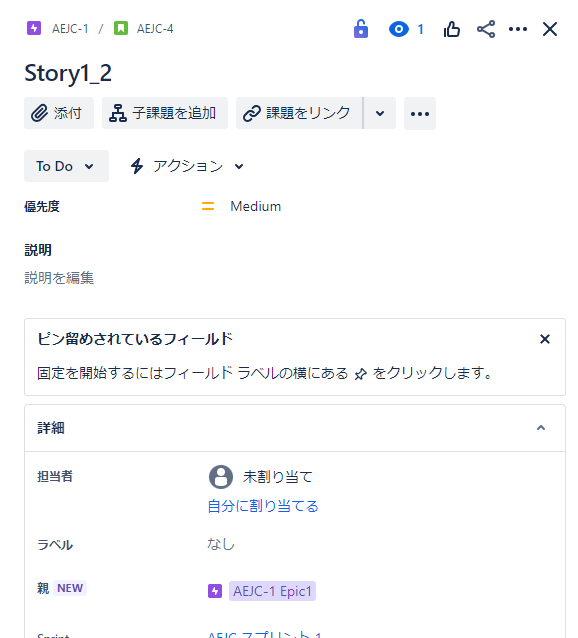 AEJC-1 / AEJC-4
1
Story1_2
添付
子課題を追加
課題をリンク
To Do
アクション
優先度
Medium
説明
説明を編集
ピン留めされているフィールド
固定を開始するにはフィールド ラベルの横にある をクリックします。
詳細
担当者
未割り当て
自分に割り当てる
ラベル
なし
親 NEW
AEJC-1 Epic1
Sprint
AEJC スプリント 1